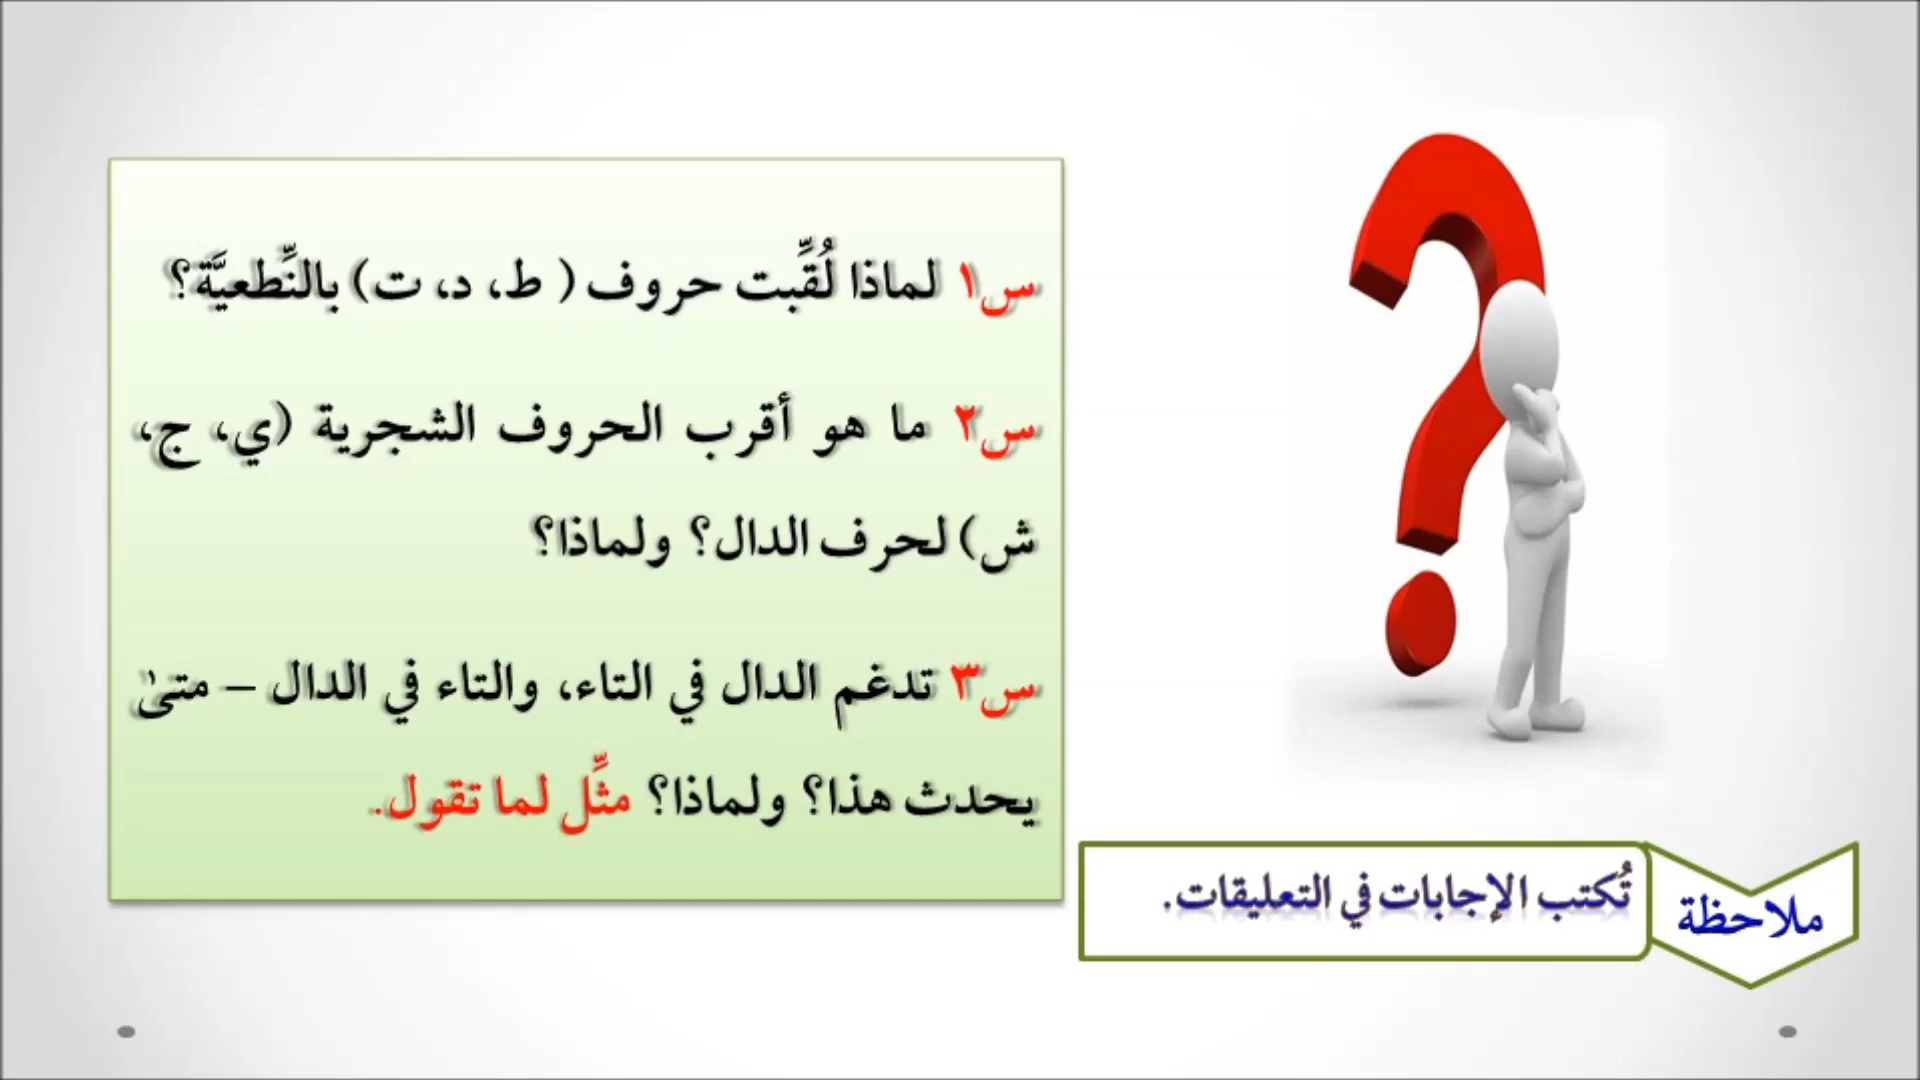 س١ لماذا لُقِّبت حروف ( ط، د، ت) بالنِّطعيَّة؟
س٢ ما هو أقرب الحروف الشجرية (ي، ج،
ش) لحرف الدال؟ ولماذا؟
س٣ تدغم الدال في التاء، والتاء في الدال – متىٰ
يحدث هذا؟ ولماذا؟ مثِّل لما تقول.
ملاحظة
تُكتب الإجابات في التعليقات.